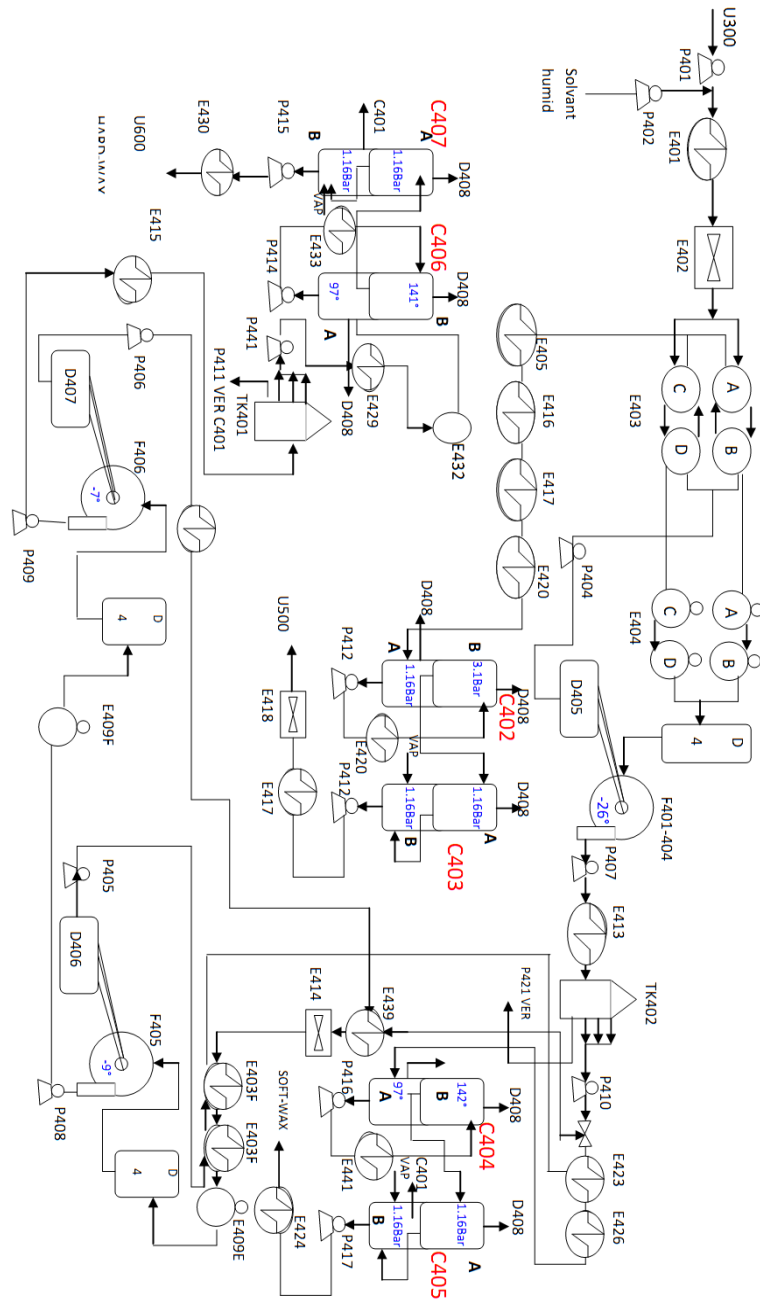 U300
P401
Solvant
humid
P402
E401
E402
A
B
C
D
E403
A
B
C
D
E404
D
4
D405
F401-404
-26°
P404
P407
E413
TK402
P421 VER
P410
E423
E426
E405
E416
E417
E420
D408
D408
B
3.1Bar
A
1.16Bar
C402
P412
E420
U500
E418
E417
VAP
D408
1.16Bar
A
1.16Bar
B
C403
P412
D408
142°
B
97°
A
C404
P416
E441
E439
E414
D408
C401
VAP
1.16Bar
A
1.16Bar
B
C405
P417
E424
SOFT-WAX
C407
D408
A
1.16Bar
B
1.16Bar
C401
VAP
P415
E430
U600
HARD-WAX
C406
D408
141°
B
97°
A
D408
E433
P414
P441
E429
E432
TK401
P411 VER C401
E415
P406
D407
F406
-7°
P409
D
4
E409F
P405
D406
F405
-9°
P408
D
4
E403F
E403F
E409E